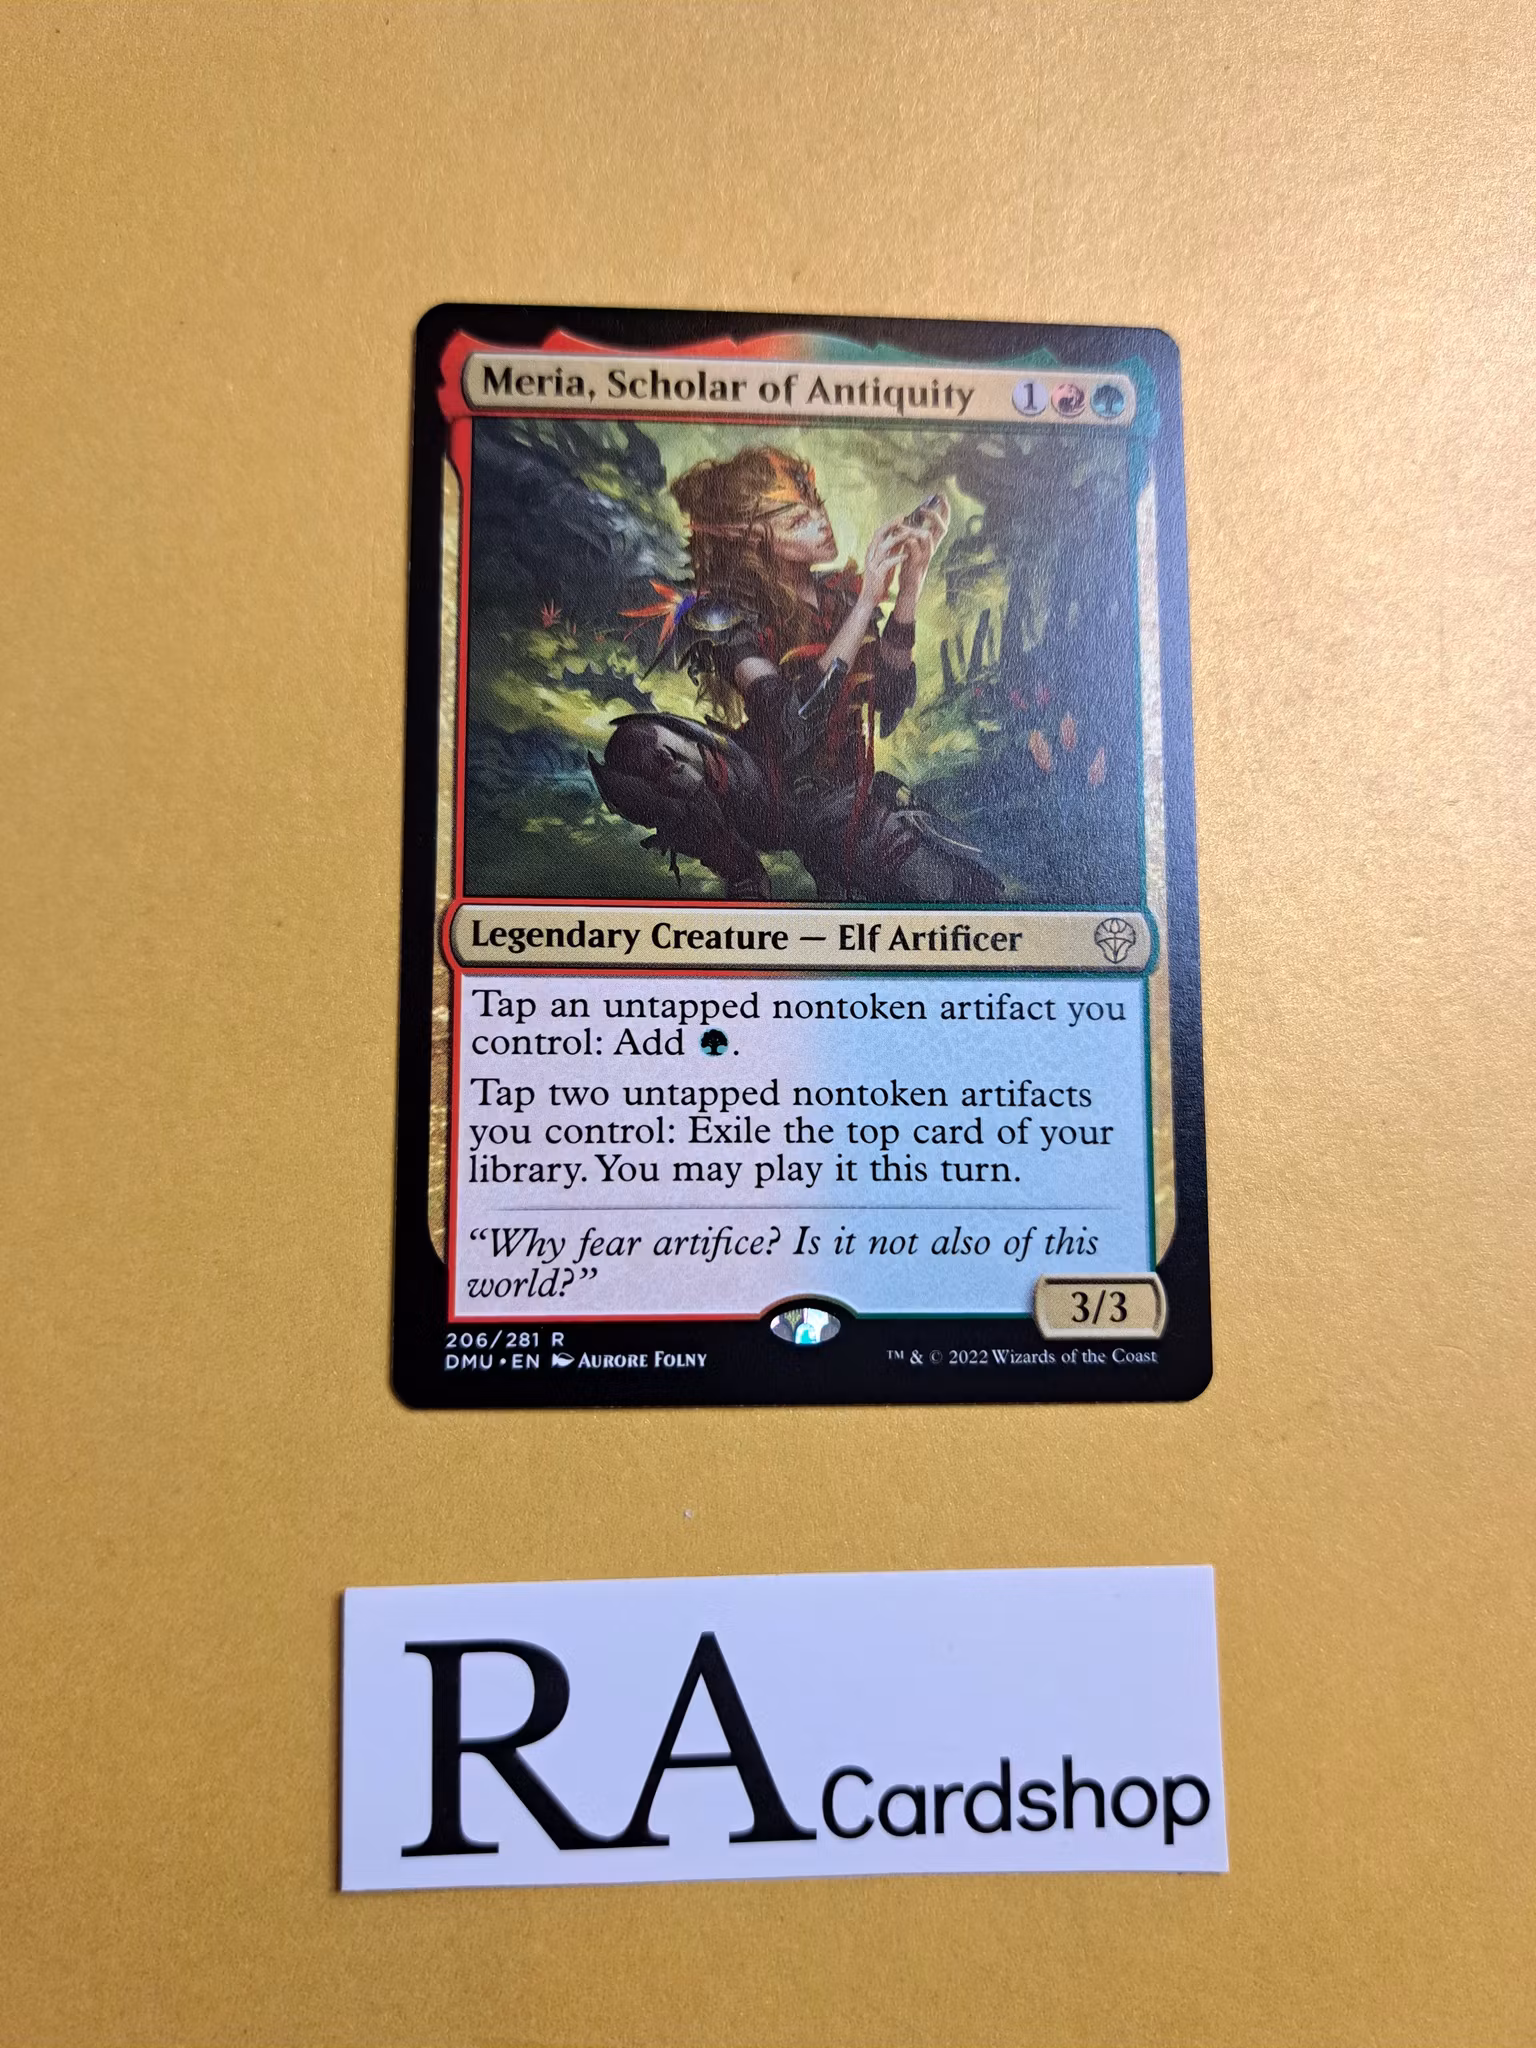 Meria, Scholar of Antiquity 1
Legendary Creature — Elf Artificer
Tap an untapped nontoken artifact you
control: Add .
Tap two untapped nontoken artifacts
you control: Exile the top card of your
library. You may play it this turn.
“Why fear artifice? Is it not also of this
world?”
3/3
206/281 R
DMU • EN AURORE FOLNY
™ & © 2022 Wizards of the Coast
RA Cardshop